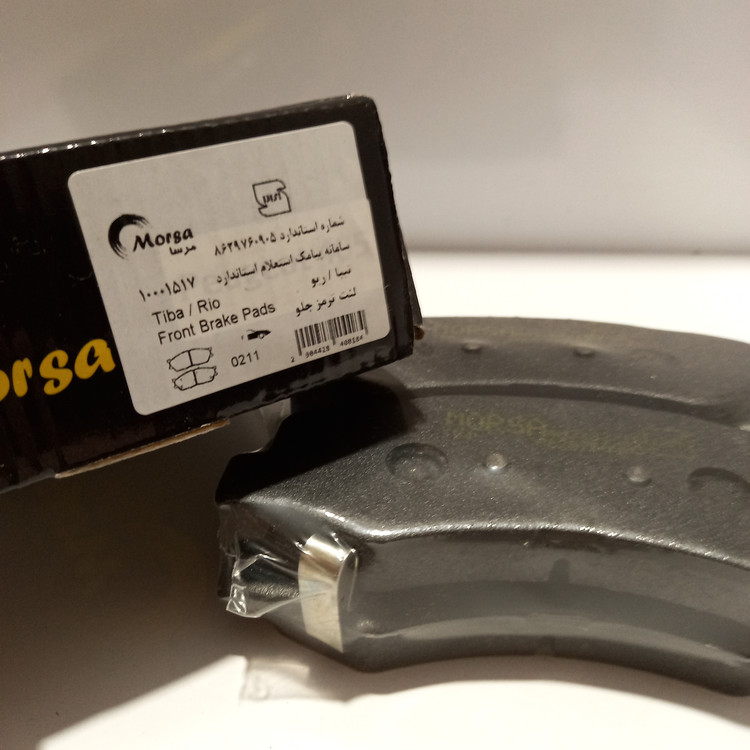 Morsa
مرسا
شماره استاندارد ۸۶۲۹۷۶۰۹۰۵
سامانه پیامک استعلام استاندارد ۱۰۰۰۱۵۱۷
تیبا / ریو
لنت ترمز جلو
Tiba / Rio
Front Brake Pads
0211
orsa
MORSA